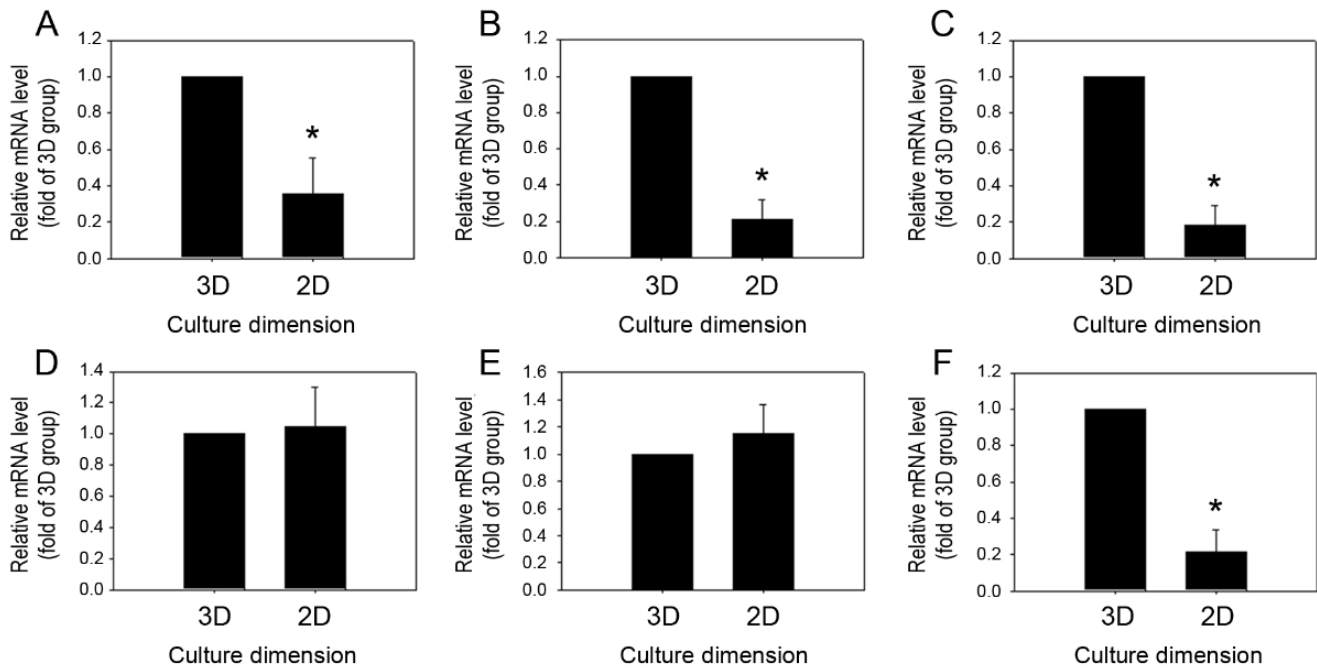 A
Relative mRNA level
(fold of 3D group)
1.2
1.0
0.8
0.6
0.4
0.2
0.0
*
3D 2D
Culture dimension
B
Relative mRNA level
(fold of 3D group)
1.2
1.0
0.8
0.6
0.4
0.2
0.0
*
3D 2D
Culture dimension
C
Relative mRNA level
(fold of 3D group)
1.2
1.0
0.8
0.6
0.4
0.2
0.0
*
3D 2D
Culture dimension
D
Relative mRNA level
(fold of 3D group)
1.4
1.2
1.0
0.8
0.6
0.4
0.2
0.0
3D 2D
Culture dimension
E
Relative mRNA level
(fold of 3D group)
1.6
1.4
1.2
1.0
0.8
0.6
0.4
0.2
0.0
3D 2D
Culture dimension
F
Relative mRNA level
(fold of 3D group)
1.2
1.0
0.8
0.6
0.4
0.2
0.0
*
3D 2D
Culture dimension